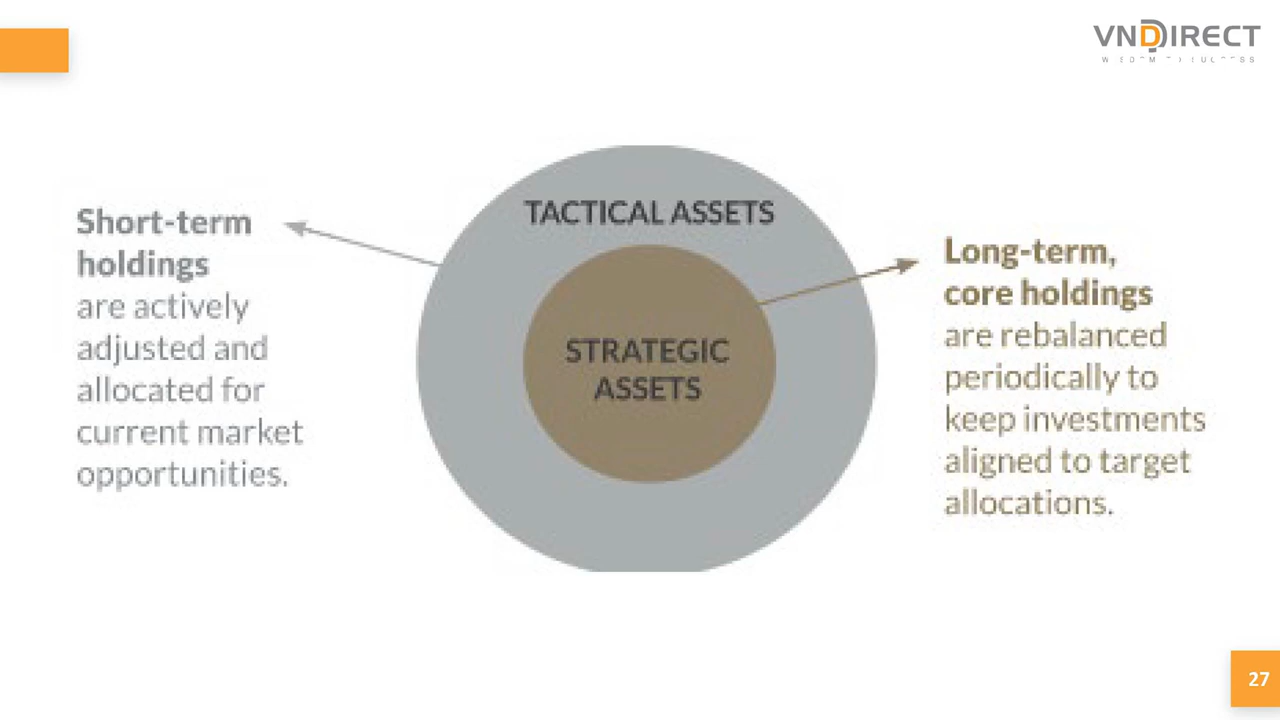 VNDIRECT
Short-term
holdings
are actively
adjusted and
allocated for
current market
opportunities.
TACTICAL ASSETS
STRATEGIC
ASSETS
Long-term,
core holdings
are rebalanced
periodically to
keep investments
aligned to target
allocations.
27